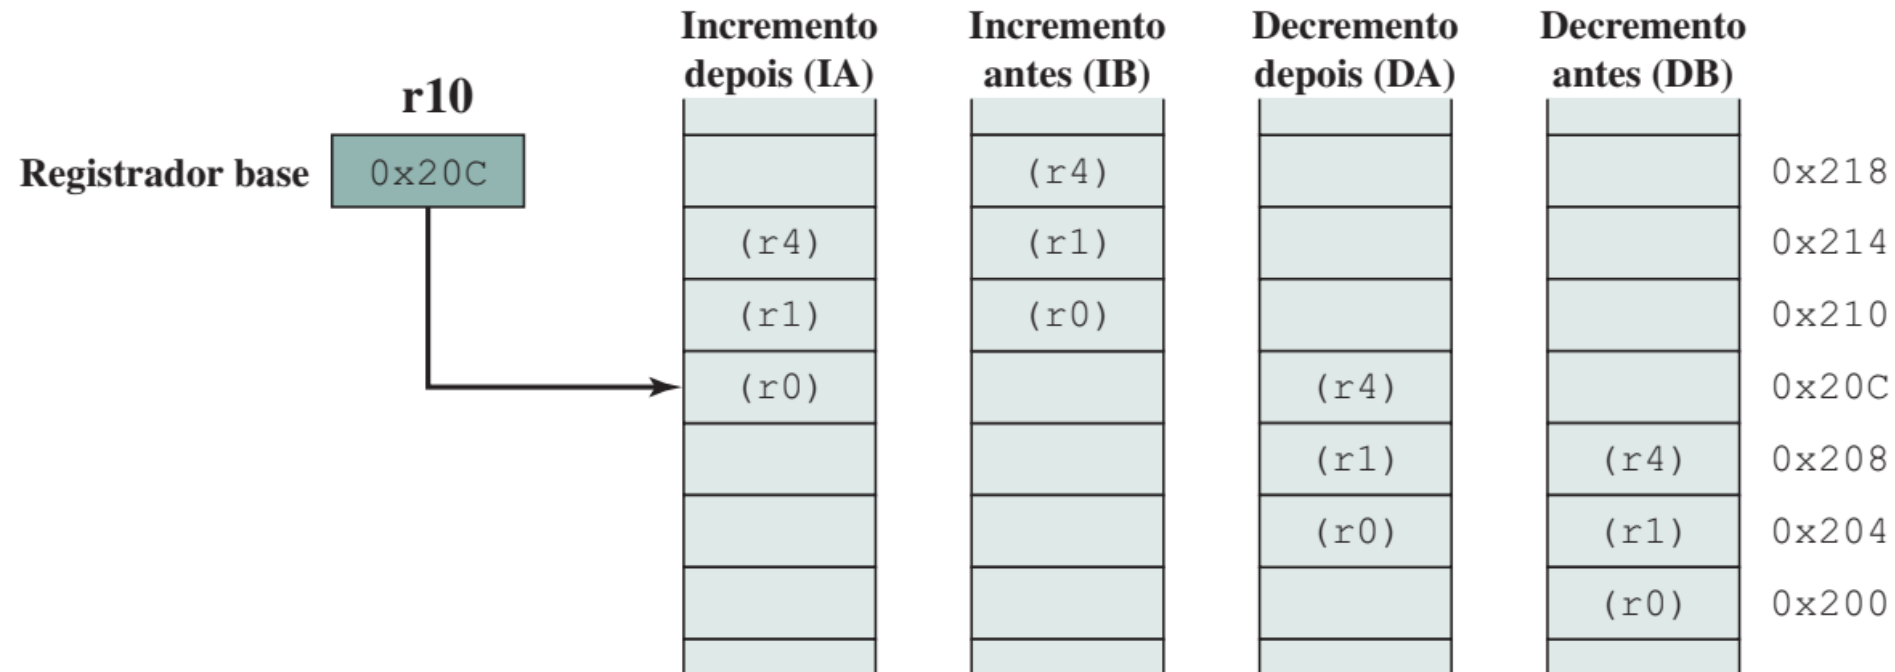 Incremento
depois (IA)
Incremento
antes (IB)
Decremento
depois (DA)
Decremento
antes (DB)
r10
Registrador base
0x20C
(r4)
0x218
(r4)
(r1)
0x214
(r1)
(r0)
0x210
(r0)
(r4)
0x20C
(r1)
(r4)
0x208
(r0)
(r1)
0x204
(r0)
0x200